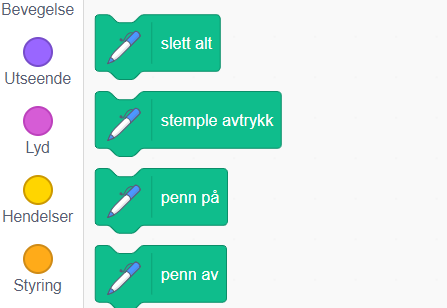 Bevegelse
Utseende
Lyd
Hendelser
Styring
slett alt
stemple avtrykk
penn på
penn av